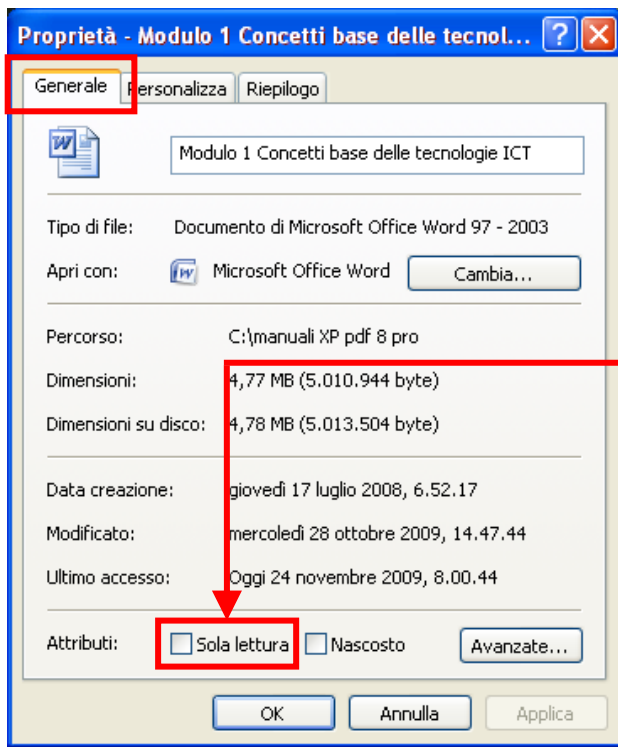 Proprietà - Modulo 1 Concetti base delle tecnol...
Generale Personalizza Riepilogo
Modulo 1 Concetti base delle tecnologie ICT
Tipo di file: Documento di Microsoft Office Word 97 - 2003
Apri con: Microsoft Office Word Cambia...
Percorso: C:\manuali XP pdf 8 pro
Dimensioni: 4,77 MB (5.010.944 byte)
Dimensioni su disco: 4,78 MB (5.013.504 byte)
Data creazione: giovedì 17 luglio 2008, 6.52.17
Modificato: mercoledì 28 ottobre 2009, 14.47.44
Ultimo accesso: Oggi 24 novembre 2009, 8.00.44
Attributi: Sola lettura Nascosto Avanzate...
OK Annulla Applica